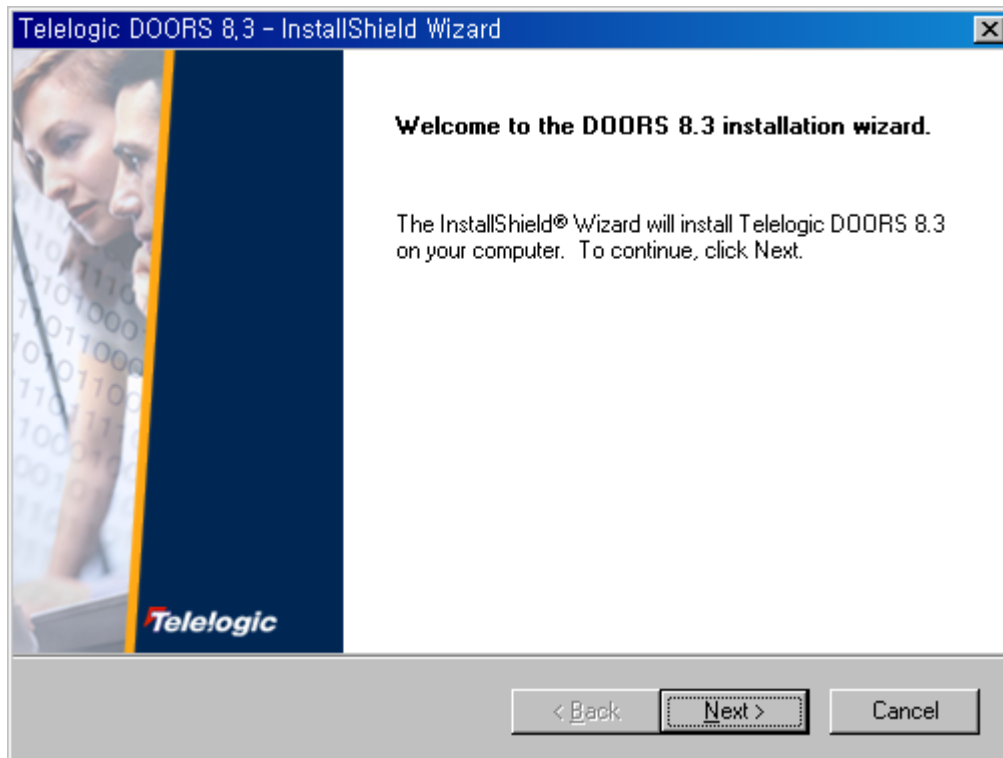 Telelogic DOORS 8,3 - InstallShield Wizard
Welcome to the DOORS 8.3 installation wizard.
The InstallShield® Wizard will install Telelogic DOORS 8.3
on your computer. To continue, click Next.
Telelogic
< Back
Next >
Cancel